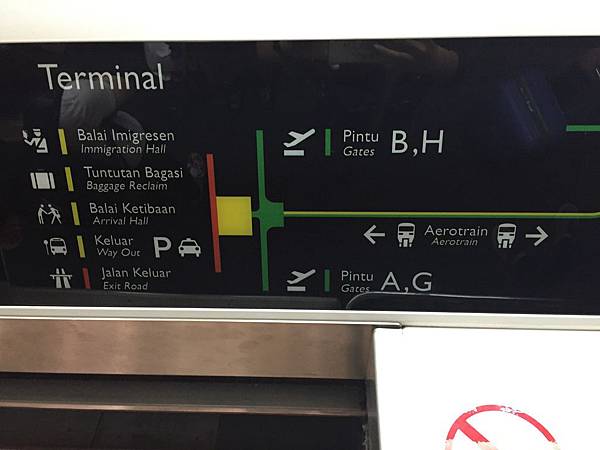 Terminal
Balai Imigresen
Immigration Hall
Tuntutan Bagasi
Baggage Reclaim
Balai Ketibaan
Arrival Hall
Keluar
Way Out
P
Jalan Keluar
Exit Road
Pintu
Gates
B,H
Aerotrain
Aerotrain
Pintu
Gates
A,G